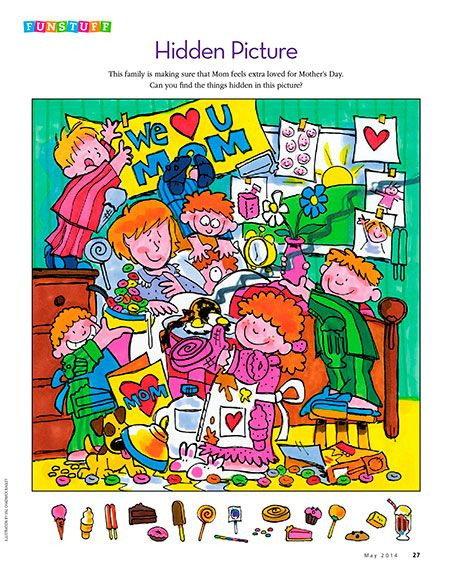 FUNSTUFF
Hidden Picture
This family is making sure that Mom feels extra loved for Mother's Day.
Can you find the things hidden in this picture?
We ♥ U
MOM
MOM
May 2014 27